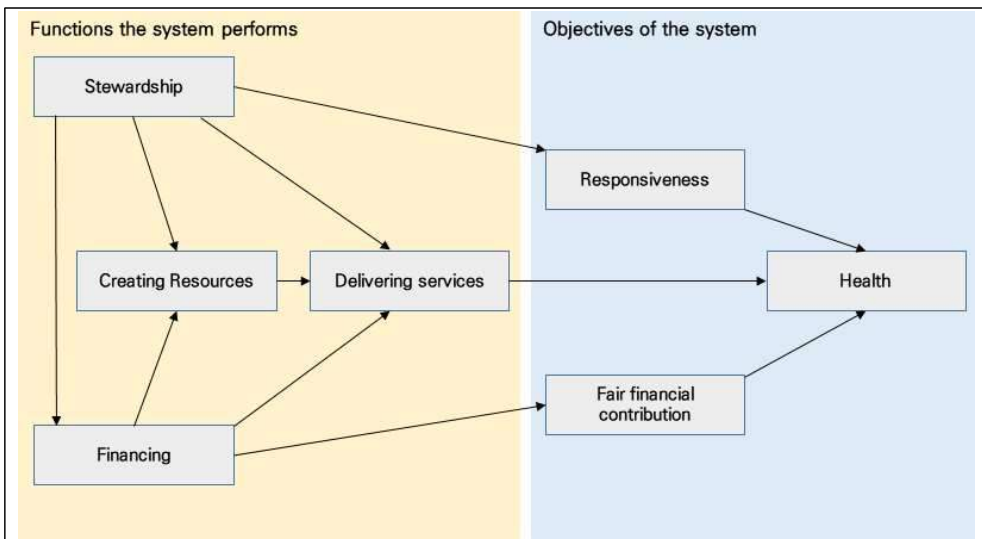 Functions the system performs
Objectives of the system
Stewardship
Responsiveness
Creating Resources
Delivering services
Health
Fair financial
contribution
Financing